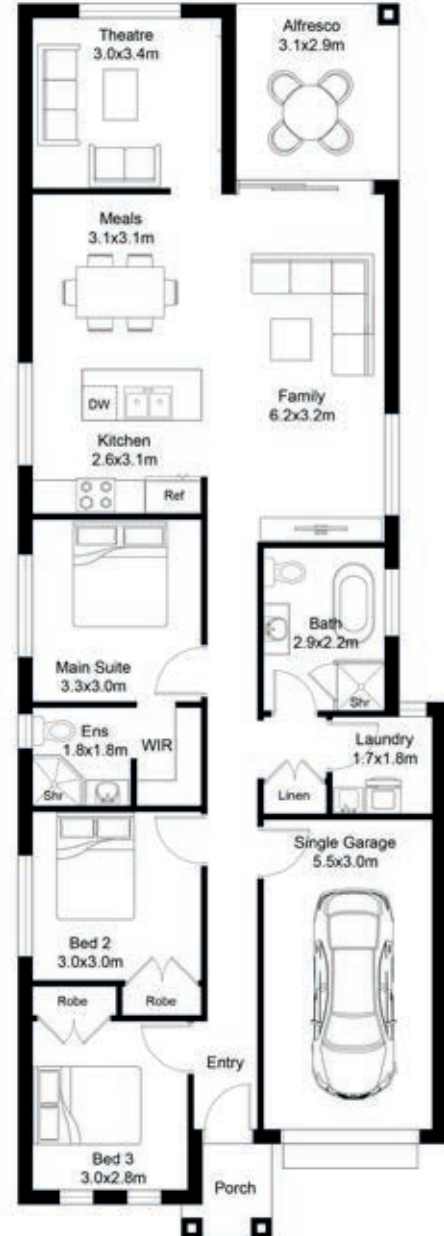 Theatre
3.0x3.4m
Alfresco
3.1x2.9m
Meals
3.1x3.1m
Family
6.2x3.2m
DW
Kitchen
2.6x3.1m
Ref
Bath
2.9x2.2m
Shr
Main Suite
3.3x3.0m
Ens
1.8x1.8m
WIR
Shr
Laundry
1.7x1.8m
Linen
Single Garage
5.5x3.0m
Bed 2
3.0x3.0m
Robe
Robe
Entry
Bed 3
3.0x2.8m
Porch